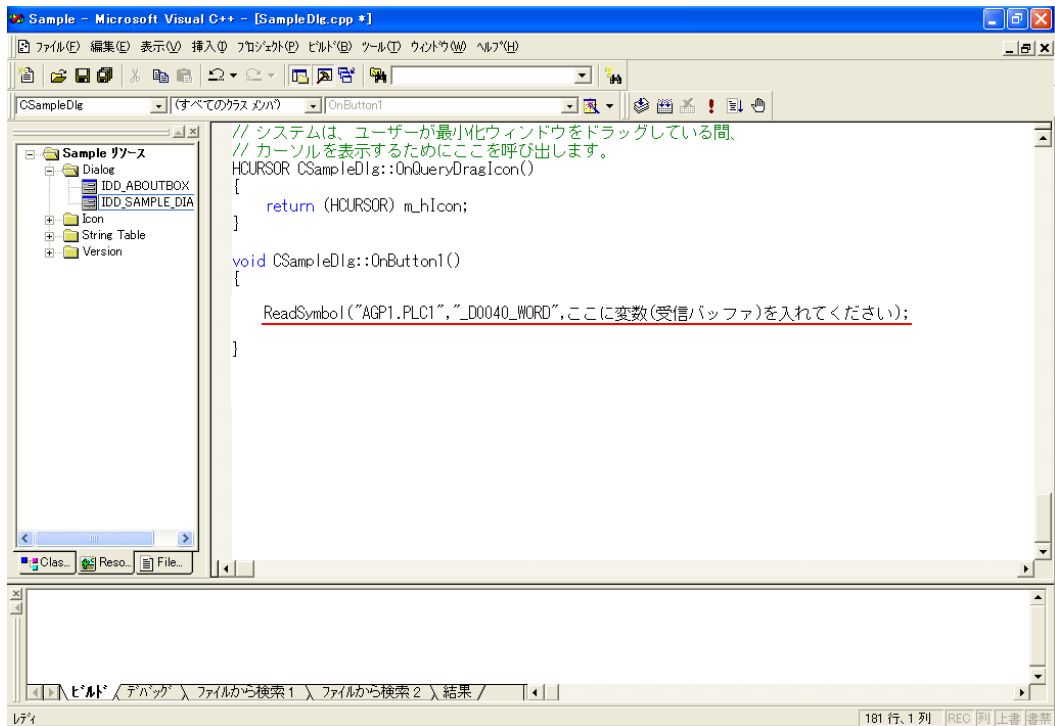 Sample - Microsoft Visual C++ - [SampleDlg.cpp *]
ファイル(F) 編集(E) 表示(V) 挿入(I) プロジェクト(P) ビルド(B) ツール(T) ウィンドウ(W) ヘルプ(H)
CSampleDlg (すべてのクラス メンバ) OnButton1
Sample リソース
Dialog
IDD_ABOUTBOX
IDD_SAMPLE_DIA
Icon
String Table
Version
// システムは、ユーザーが最小化ウィンドウをドラッグしている間、
// カーソルを表示するためにここを呼び出します。
HCURSOR CSampleDlg::OnQueryDragIcon()
{
return (HCURSOR) m_hIcon;
}
void CSampleDlg::OnButton1()
{
ReadSymbol("AGP1.PLC1","_D0040_WORD",ここに変数(受信バッファ)を入れてください);
}
Clas... Reso... File...
ビルド デバッグ ファイルから検索 1 ファイルから検索 2 結果
レディ 181 行、1 列 REC 列 上書 書禁